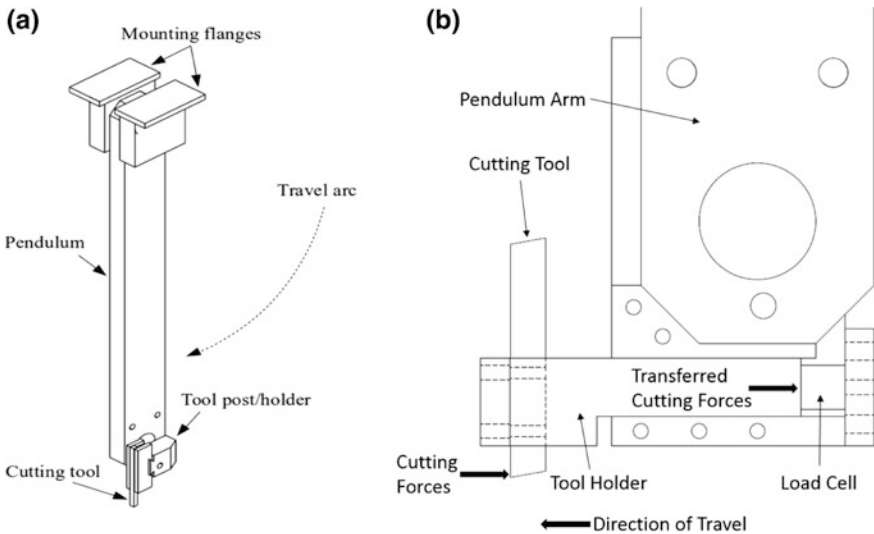 (a)
Mounting flanges
Travel arc
Pendulum
Tool post/holder
Cutting tool
(b)
Pendulum Arm
Cutting Tool
Transferred
Cutting Forces
Cutting
Forces
Tool Holder
Load Cell
Direction of Travel